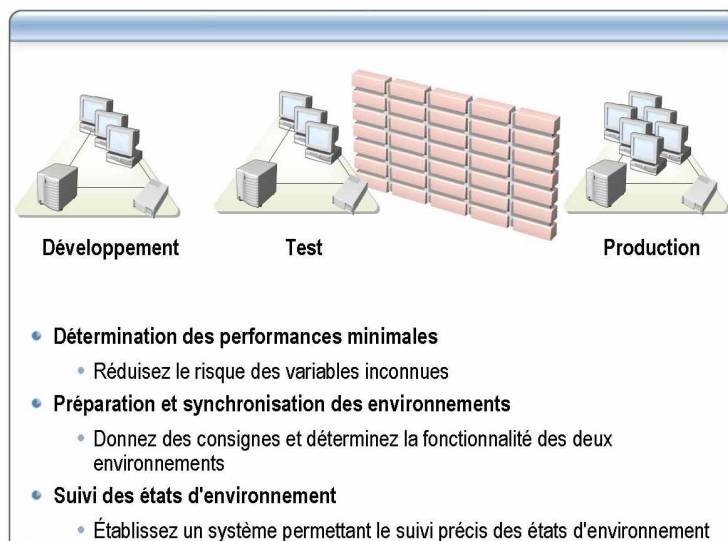 Développement
Test
Production
Détermination des performances minimales
Réduisez le risque des variables inconnues
Préparation et synchronisation des environnements
Donnez des consignes et déterminez la fonctionnalité des deux
environnements
Suivi des états d'environnement
Établissez un système permettant le suivi précis des états d'environnement